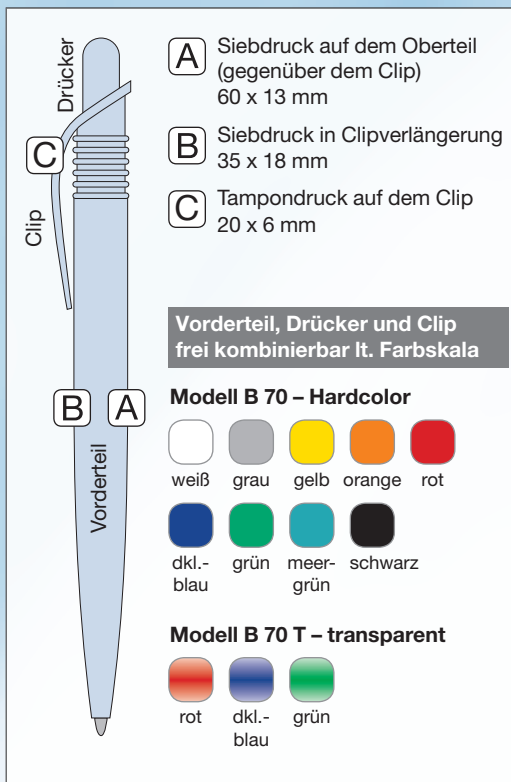 Drücker
C
Clip
B
A
Vorderteil
A
Siebdruck auf dem Oberteil
(gegenüber dem Clip)
60 x 13 mm
B
Siebdruck in Clipverlängerung
35 x 18 mm
C
Tampondruck auf dem Clip
20 x 6 mm
Vorderteil, Drücker und Clip
frei kombinierbar lt. Farbskala
Modell B 70 – Hardcolor
weiß grau gelb orange rot
dkl.- grün meer- schwarz
blau grün
Modell B 70 T – transparent
rot dkl.- grün
blau